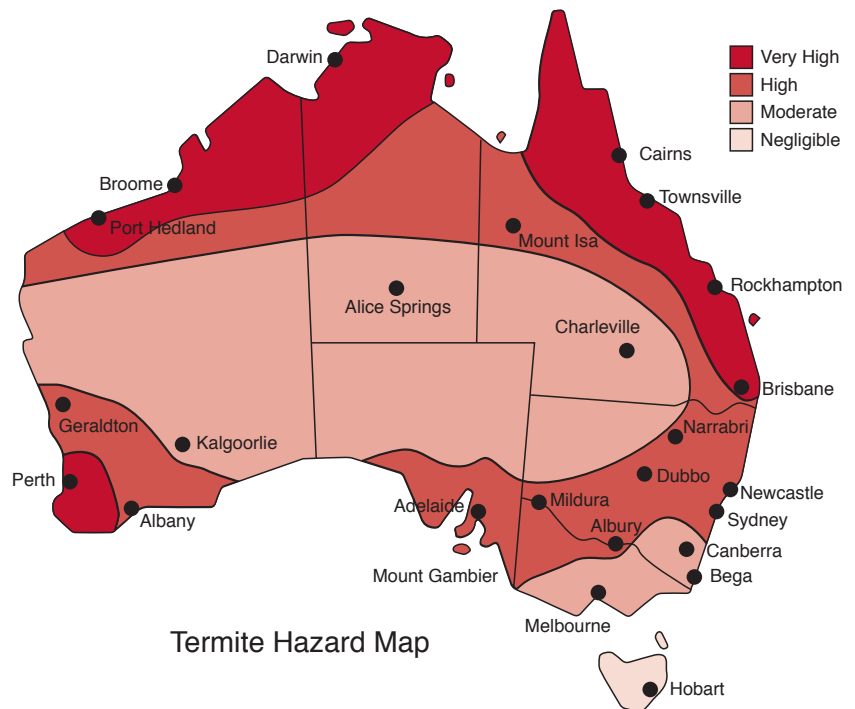 Darwin
Very High
High
Moderate
Negligible
Cairns
Broome
Townsville
Port Hedland
Mount Isa
Rockhampton
Alice Springs
Charleville
Brisbane
Geraldton
Narrabri
Kalgoorlie
Perth
Dubbo
Newcastle
Mildura
Adelaide
Albany
Sydney
Albury
Canberra
Mount Gambier
Bega
Melbourne
Termite Hazard Map
Hobart